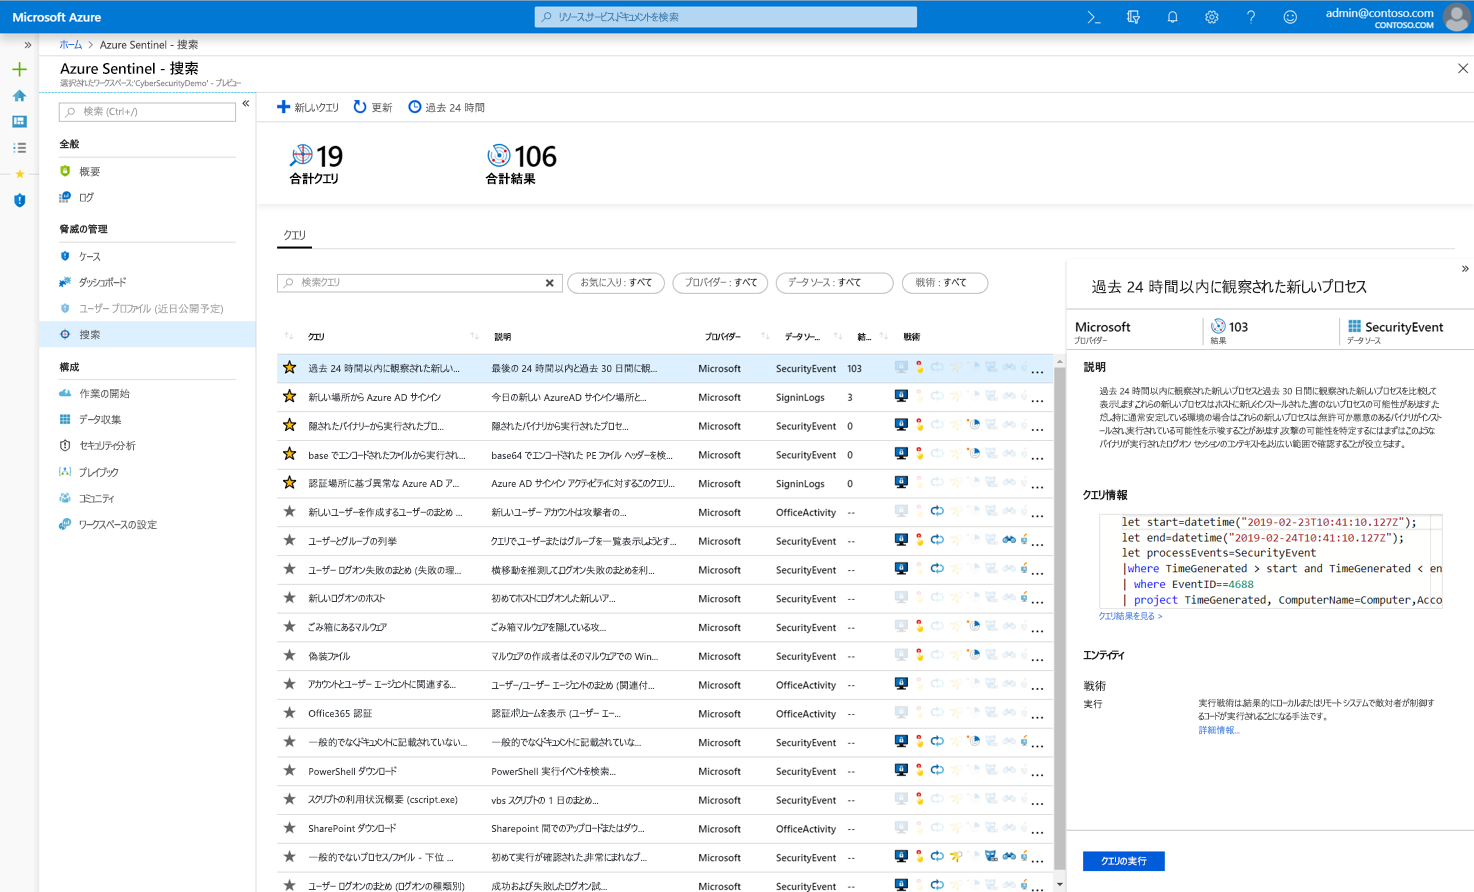 Microsoft Azure
リソース、サービス、ドキュメントを検索
admin@contoso.com
CONTOSO.COM
ホーム > Azure Sentinel - 捜索
Azure Sentinel - 捜索
選択されたワークスペース:'CyberSecurityDemo' - プレビュー
検索 (Ctrl+/)
全般
概要
ログ
脅威の管理
ケース
ダッシュボード
ユーザー プロファイル (近日公開予定)
捜索
構成
作業の開始
データ収集
セキュリティ分析
プレイブック
コミュニティ
ワークスペースの設定
新しいクエリ 更新 過去 24 時間
19
合計クエリ
106
合計結果
クエリ
検索クエリ
お気に入り : すべて
プロバイダー : すべて
データ ソース : すべて
戦術 : すべて
クエリ 説明 プロバイダー データ ソー... 結... 戦術
過去 24 時間以内に観察された新しい... 最後の 24 時間以内と過去 30 日間に観... Microsoft SecurityEvent 103 ...
新しい場所から Azure AD サインイン 今日の新しい AzureAD サインイン場所と... Microsoft SigninLogs 3 ...
隠されたバイナリーから実行されたプロ... 隠されたバイナリから実行されたプロセ... Microsoft SecurityEvent 0 ...
base でエンコードされたファイルから実行され... base64 でエンコードされた PE ファイル ヘッダーを検... Microsoft SecurityEvent 0 ...
認証場所に基づ異常な Azure AD ア... Azure AD サインイン アクティビティに対するこのクエリ... Microsoft SigninLogs 0 ...
新しいユーザーを作成するユーザーのまとめ ... 新しいユーザー アカウントは攻撃者の... Microsoft OfficeActivity -- ...
ユーザーとグループの列挙 クエリで、ユーザーまたはグループを一覧表示しようとす... Microsoft SecurityEvent -- ...
ユーザー ログオン失敗のまとめ (失敗の理... 横移動を推測してログオン失敗のまとめを利... Microsoft SecurityEvent -- ...
新しいログオンのホスト 初めてホストにログオンした新しいア... Microsoft SecurityEvent -- ...
ごみ箱にあるマルウェア ごみ箱マルウェアを隠している攻... Microsoft SecurityEvent -- ...
偽装ファイル マルウェアの作成者はそのマルウェアでの Win... Microsoft SecurityEvent -- ...
アカウントとユーザー エージェントに関連する... ユーザー/ユーザー エージェントのまとめ (関連付... Microsoft OfficeActivity -- ...
Office365 認証 認証ボリュームを表示 (ユーザー エー... Microsoft OfficeActivity -- ...
一般的でなくドキュメントに記載されていない... 一般的でなくドキュメントに記載されていな... Microsoft SecurityEvent -- ...
PowerShell ダウンロード PowerShell 実行イベントを検索... Microsoft SecurityEvent -- ...
スクリプトの利用状況概要 (cscript.exe) vbs スクリプトの 1 日のまとめ... Microsoft SecurityEvent -- ...
SharePoint ダウンロード Sharepoint 間でのアップロードまたはダウ... Microsoft OfficeActivity -- ...
一般的でないプロセス/ファイル - 下位 ... 初めて実行が確認された、非常にまれなプ... Microsoft SecurityEvent -- ...
ユーザー ログオンのまとめ (ログオンの種類別) 成功および失敗したログオン試... Microsoft SecurityEvent -- ...
過去 24 時間以内に観察された新しいプロセス
Microsoft
プロバイダー
103
結果
SecurityEvent
データ ソース
説明
過去 24 時間以内に観察された新しいプロセスと過去 30 日間に観察された新しいプロセスを比較して
表示します。これらの新しいプロセスはホストに新しくインストールされた、害のないプロセスの可能性があります。た
だし、特に通常安定している環境の場合はこれらの新しいプロセスは、無許可か悪意のあるバイナリがインスト
ールされ、実行されている可能性を示唆することがあります。攻撃の可能性を特定するにはまずはこのような
バイナリが実行されたログオン セッションのコンテキストをより広い範囲で確認することが役立ちます。
クエリ情報
let start=datetime("2019-02-23T10:41:10.127Z");
let end=datetime("2019-02-24T10:41:10.127Z");
let processEvents=SecurityEvent
|where TimeGenerated > start and TimeGenerated < en
| where EventID==4688
| project TimeGenerated, ComputerName=Computer,Acco
クエリ結果を見る >
エンティティ
戦術
実行
実行戦術は、結果的にローカルまたはリモート システムで敵対者が制御す
るコードが実行されることになる手法です。
詳細情報...
クエリの実行